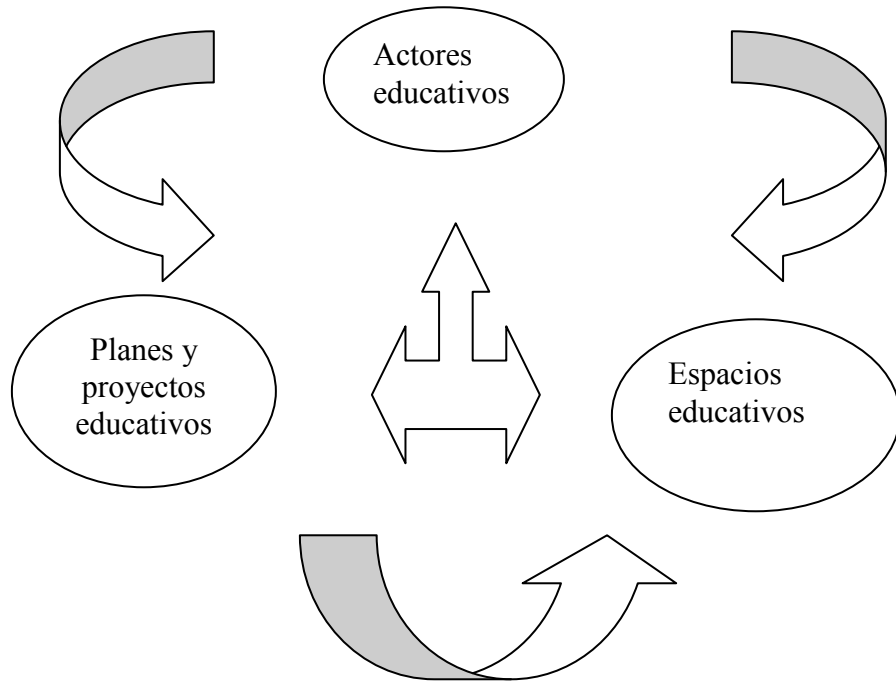 Actores
educativos
Planes y
proyectos
educativos
Espacios
educativos